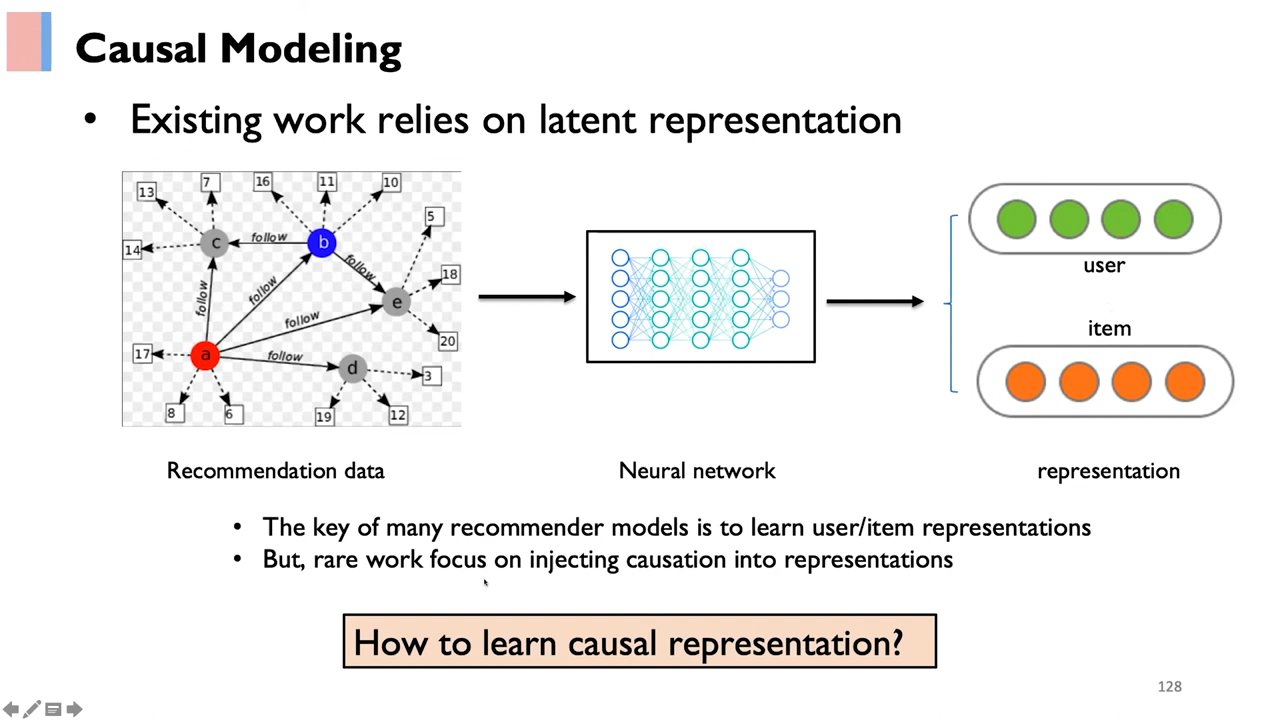 Causal Modeling
• Existing work relies on latent representation
13
7
16
11
10
5
14
c
follow
b
follow
18
follow
follow
e
follow
20
17
a
follow
d
3
8
6
19
12
user
item
Recommendation data
Neural network
representation
• The key of many recommender models is to learn user/item representations
• But, rare work focus on injecting causation into representations
How to learn causal representation?
128